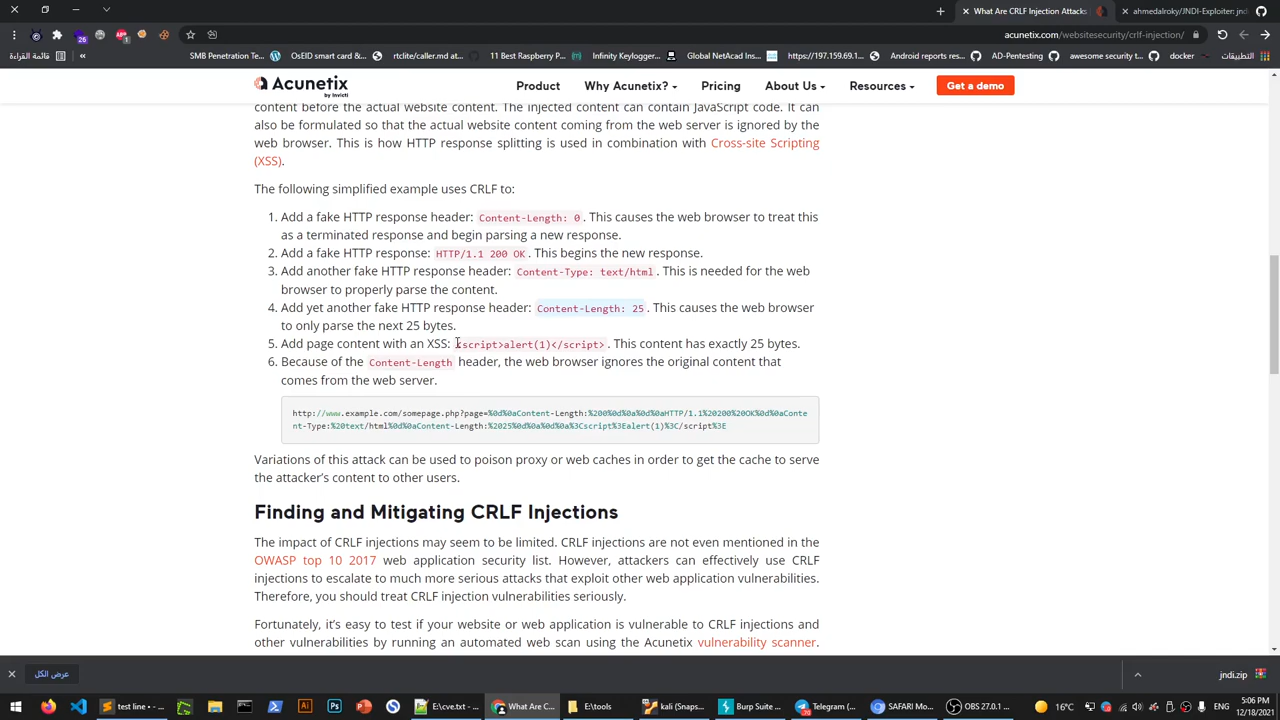 What Are CRLF Injection Attacks
ahmedalroky/JNDI-Exploiter: jnd
acunetix.com/websitesecurity/crlf-injection/
قائمة القراءة
التطبيقات
SMB Penetration Te...
OsEID smart card &...
rtclite/caller.md at...
11 Best Raspberry P...
Infinity Keylogger...
Global NetAcad Ins...
https://197.159.61...
Android reports...
AD-Pentesting
Awesome...
docker
Acunetix
by Invicti
Product
Why Acunetix?
Pricing
About Us
Resources
Get a demo
content before the actual website content. The injected content can contain JavaScript code. It can
also be formulated so that the actual website content coming from the web server is ignored by the
web browser. This is how HTTP response splitting is used in combination with Cross-site Scripting
(XSS).
The following simplified example uses CRLF to:
1. Add a fake HTTP response header: Content-Length: 0. This causes the web browser to treat this
as a terminated response and begin parsing a new response.
2. Add a fake HTTP response: HTTP/1.1 200 OK. This begins the new response.
3. Add another fake HTTP response header: Content-Type: text/html. This is needed for the web
browser to properly parse the content.
4. Add yet another fake HTTP response header: Content-Length: 25. This causes the web browser
to only parse the next 25 bytes.
5. Add page content with an XSS: <script>alert(1)</script>. This content has exactly 25 bytes.
6. Because of the Content-Length header, the web browser ignores the original content that
comes from the web server.
http://www.example.com/somepage.php?page=%0d%0aContent-Length:%200%0d%0a%0d%0aHTTP/1.1%20200%20OK%0d%0aConte
nt-Type:%20text/html%0d%0aContent-Length:%2025%0d%0a%0d%0a%3Cscript%3Ealert(1)%3C/script%3E
Variations of this attack can be used to poison proxy or web caches in order to get the cache to serve
the attacker's content to other users.
Finding and Mitigating CRLF Injections
The impact of CRLF injections may seem to be limited. CRLF injections are not even mentioned in the
OWASP top 10 2017 web application security list. However, attackers can effectively use CRLF
injections to escalate to much more serious attacks that exploit other web application vulnerabilities.
Therefore, you should treat CRLF injection vulnerabilities seriously.
Fortunately, it's easy to test if your website or web application is vulnerable to CRLF injections and
other vulnerabilities by running an automated web scan using the Acunetix vulnerability scanner.
عرض الكل
jndi.zip
test line • -...
E:\cve.txt - ...
What Are C...
E:\tools
kali (Snaps...
Burp Suite ...
Telegram (...
SAFARI Mo...
OBS 27.0.1 ...
16°C
5:06 PM
12/18/2021